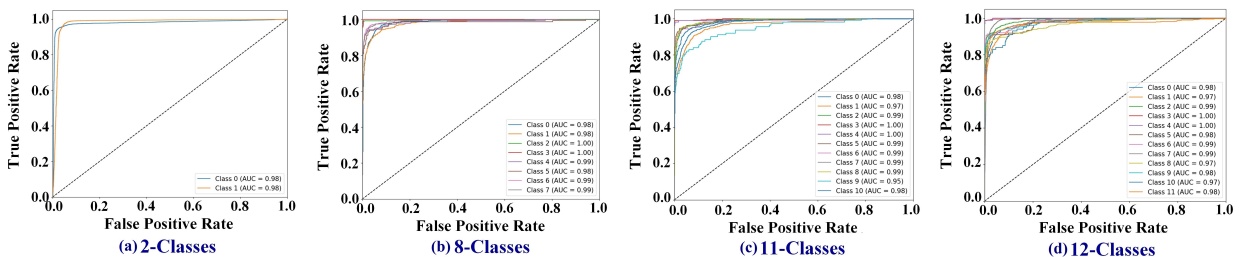 True Positive Rate
1.0
0.8
0.6
0.4
0.2
0.0
0.0 0.2 0.4 0.6 0.8 1.0
Class 0 (AUC = 0.98)
Class 1 (AUC = 0.98)
False Positive Rate
(a) 2-Classes
True Positive Rate
1.0
0.8
0.6
0.4
0.2
0.0
0.0 0.2 0.4 0.6 0.8 1.0
Class 0 (AUC = 0.98)
Class 1 (AUC = 0.98)
Class 2 (AUC = 1.00)
Class 3 (AUC = 1.00)
Class 4 (AUC = 0.99)
Class 5 (AUC = 0.98)
Class 6 (AUC = 0.99)
Class 7 (AUC = 0.99)
False Positive Rate
(b) 8-Classes
True Positive Rate
1.0
0.8
0.6
0.4
0.2
0.0
0.0 0.2 0.4 0.6 0.8 1.0
Class 0 (AUC = 0.98)
Class 1 (AUC = 0.97)
Class 2 (AUC = 0.99)
Class 3 (AUC = 1.00)
Class 4 (AUC = 1.00)
Class 5 (AUC = 0.99)
Class 6 (AUC = 0.99)
Class 7 (AUC = 0.99)
Class 8 (AUC = 0.99)
Class 9 (AUC = 0.95)
Class 10 (AUC = 0.98)
False Positive Rate
(c) 11-Classes
True Positive Rate
1.0
0.8
0.6
0.4
0.2
0.0
0.0 0.2 0.4 0.6 0.8 1.0
Class 0 (AUC = 0.98)
Class 1 (AUC = 0.97)
Class 2 (AUC = 0.99)
Class 3 (AUC = 1.00)
Class 4 (AUC = 1.00)
Class 5 (AUC = 0.98)
Class 6 (AUC = 0.99)
Class 7 (AUC = 0.99)
Class 8 (AUC = 0.97)
Class 9 (AUC = 0.98)
Class 10 (AUC = 0.97)
Class 11 (AUC = 0.98)
False Positive Rate
(d) 12-Classes